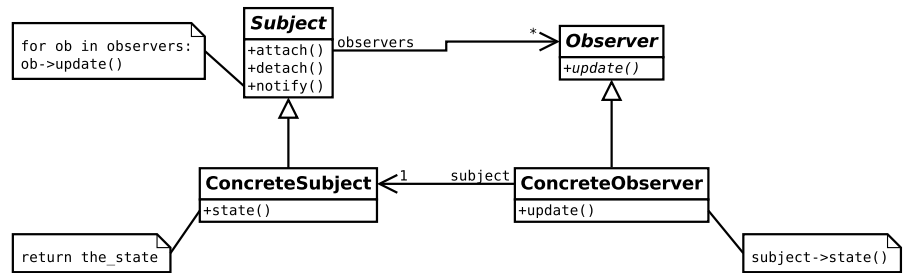 Subject
+attach()
+detach()
+notify()
for ob in observers:
ob->update()
observers
*
Observer
+update()
ConcreteSubject
+state()
1
subject
ConcreteObserver
+update()
return the_state
subject->state()